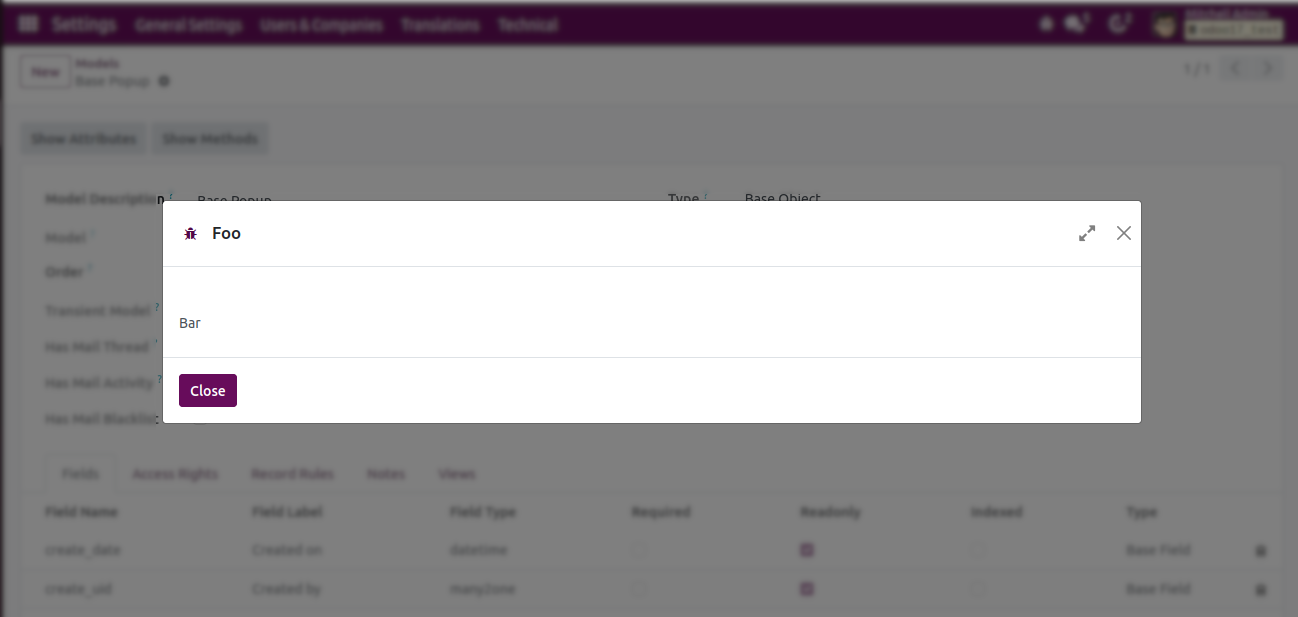 Settings General Settings Users & Companies Translations Technical
Mitchell Admin
New
Models
Base Popup
1 / 1
Show Attributes Show Methods
Model Description ? Base Popup Type ? Base Object
Model ?
Foo
Order ?
Transient Model ?
Bar
Has Mail Thread ?
Has Mail Activity ?
Close
Has Mail Blacklist
Fields Access Rights Record Rules Notes Views
Field Name Field Label Field Type Required Readonly Indexed Type
create_date Created on datetime Base Field
create_uid Created by many2one Base Field